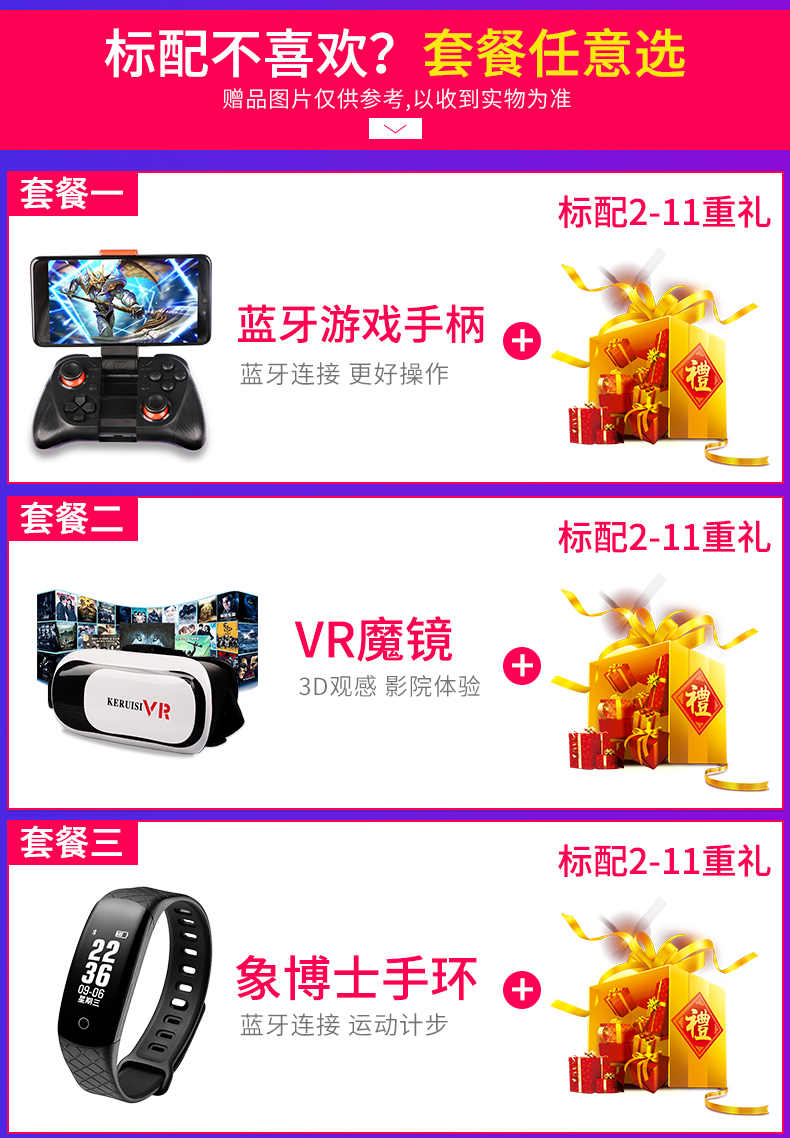 标配不喜欢？套餐任意选
赠品图片仅供参考,以收到实物为准
套餐一
标配2-11重礼
蓝牙游戏手柄
蓝牙连接 更好操作
禮
套餐二
标配2-11重礼
VR魔镜
3D观感 影院体验
KERUISI VR
禮
套餐三
标配2-11重礼
22
36
09-06
星期三
象博士手环
蓝牙连接 运动计步
禮